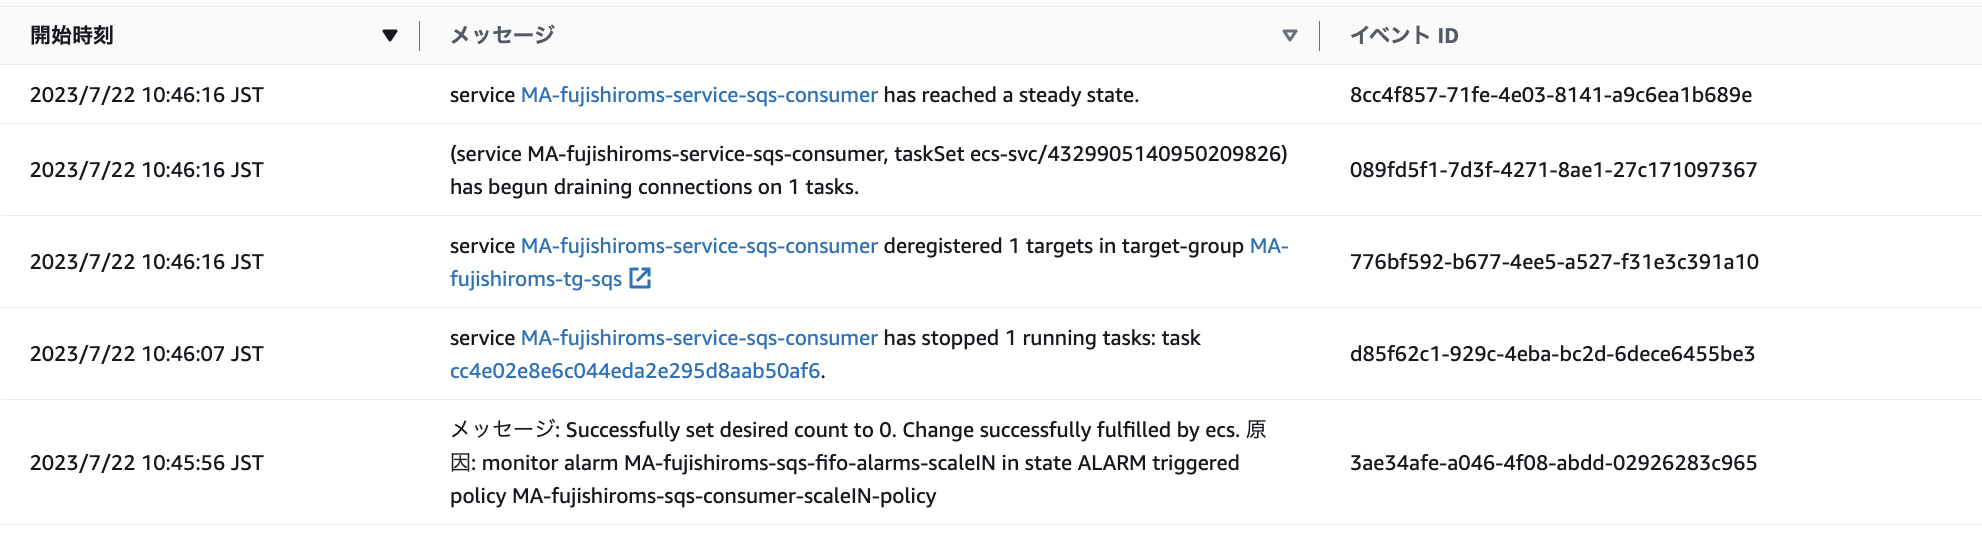 開始時刻 メッセージ イベント ID
2023/7/22 10:46:16 JST service MA-fujishiroms-service-sqs-consumer has reached a steady state. 8cc4f857-71fe-4e03-8141-a9c6ea1b689e
(service MA-fujishiroms-service-sqs-consumer, taskSet ecs-svc/4329905140950209826)
2023/7/22 10:46:16 JST 089fd5f1-7d3f-4271-8ae1-27c171097367
has begun draining connections on 1 tasks.
service MA-fujishiroms-service-sqs-consumer deregistered 1 targets in target-group MA-
2023/7/22 10:46:16 JST 776bf592-b677-4ee5-a527-f31e3c391a10
fujishiroms-tg-sqs
service MA-fujishiroms-service-sqs-consumer has stopped 1 running tasks: task
2023/7/22 10:46:07 JST d85f62c1-929c-4eba-bc2d-6dece6455be3
cc4e02e8e6c044eda2e295d8aab50af6.
メッセージ: Successfully set desired count to 0. Change successfully fulfilled by ecs. 原
2023/7/22 10:45:56 JST 因: monitor alarm MA-fujishiroms-sqs-fifo-alarms-scaleIN in state ALARM triggered 3ae34afe-a046-4f08-abdd-02926283c965
policy MA-fujishiroms-sqs-consumer-scaleIN-policy